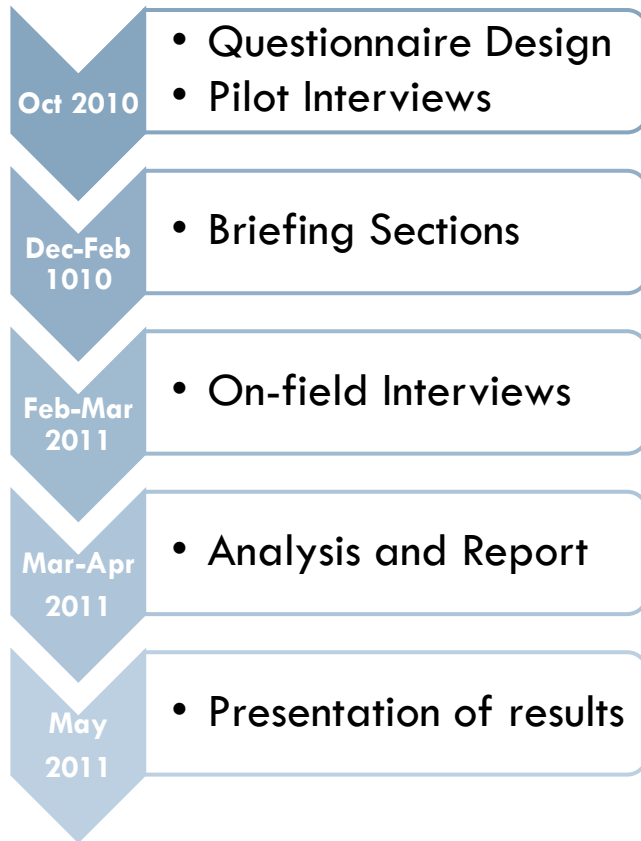 Oct 2010
• Questionnaire Design
• Pilot Interviews
Dec-Feb
1010
• Briefing Sections
Feb-Mar
2011
• On-field Interviews
Mar-Apr
2011
• Analysis and Report
May
2011
• Presentation of results